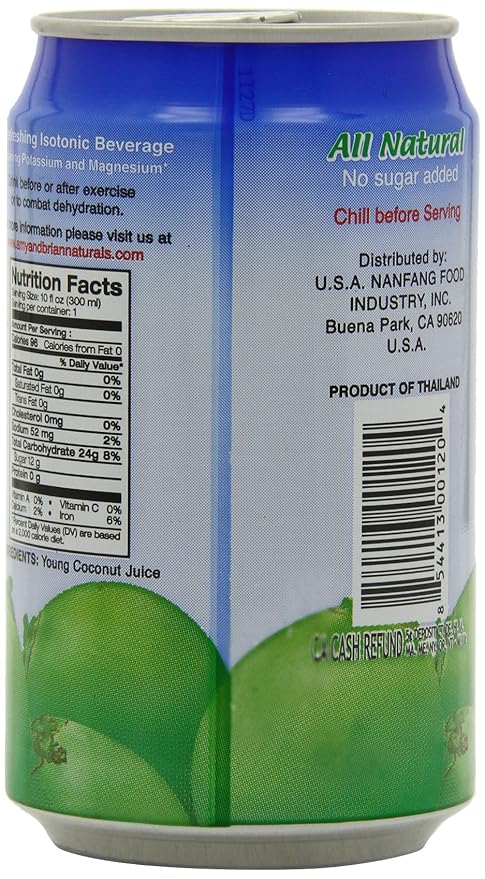 Isotonic Beverage
Potassium and Magnesium*
before or after exercise
to combat dehydration.
information please visit us at
www.amyandbriannaturals.com
Nutrition Facts
Serving Size: 10 fl oz (300 ml)
Serving per container: 1
Amount Per Serving :
Calories 96 Calories from Fat 0
% Daily Value*
Total Fat 0g 0%
Saturated Fat 0g 0%
Trans Fat 0g
Cholesterol 0mg 0%
Sodium 52 mg 2%
Total Carbohydrate 24g 8%
Sugar 12 g
Protein 0 g
Vitamin A 0% : Vitamin C 0%
Calcium : 2% : Iron 6%
*Percent Daily Values (DV) are based
on a 2,000 calorie diet.
Young Coconut Juice
All Natural
No sugar added
Chill before Serving
Distributed by:
U.S.A. NANFANG FOOD
INDUSTRY, INC.
Buena Park, CA 90620
U.S.A.
PRODUCT OF THAILAND
8 54413 00120 4
CA CASH REFUND